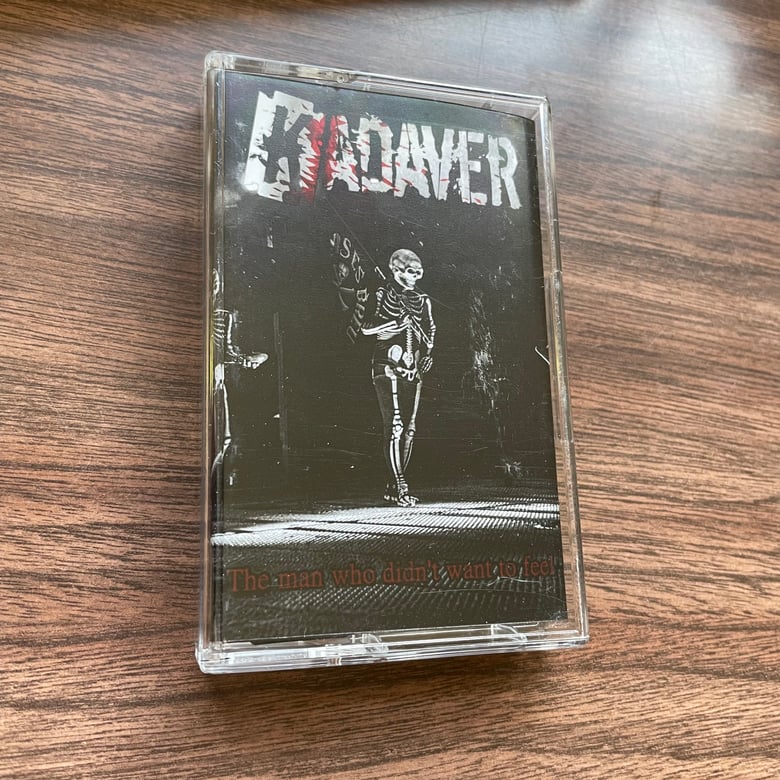 KADAVER
The man who didn't want to feel